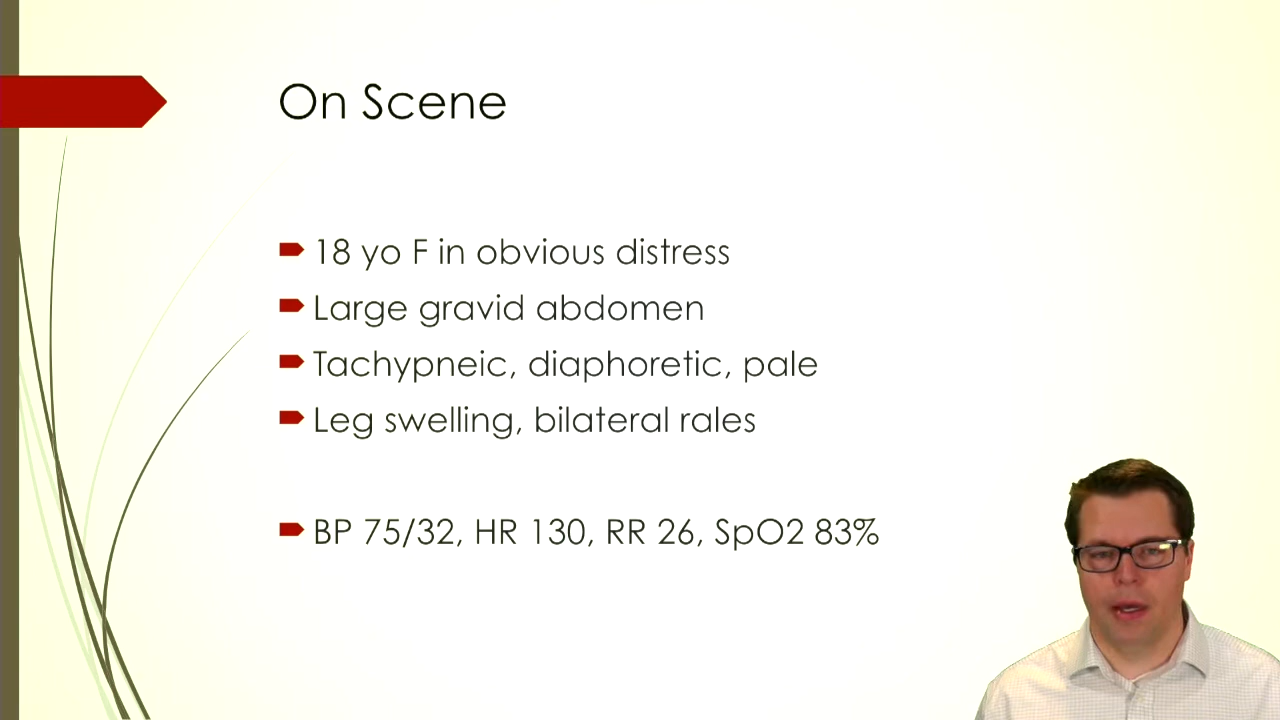 On Scene
18 yo F in obvious distress
Large gravid abdomen
Tachypneic, diaphoretic, pale
Leg swelling, bilateral rales
BP 75/32, HR 130, RR 26, SpO2 83%